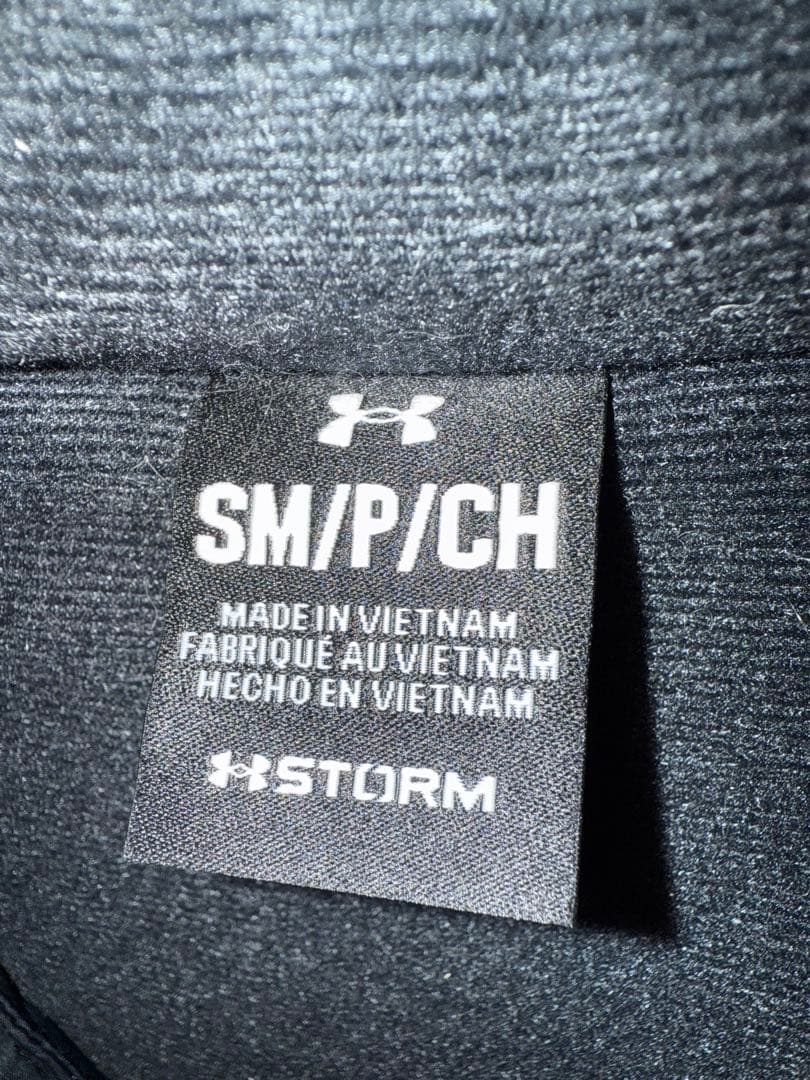 SM/P/CH
MADE IN VIETNAM
FABRIQUÉ AU VIETNAM
HECHO EN VIETNAM
STORM